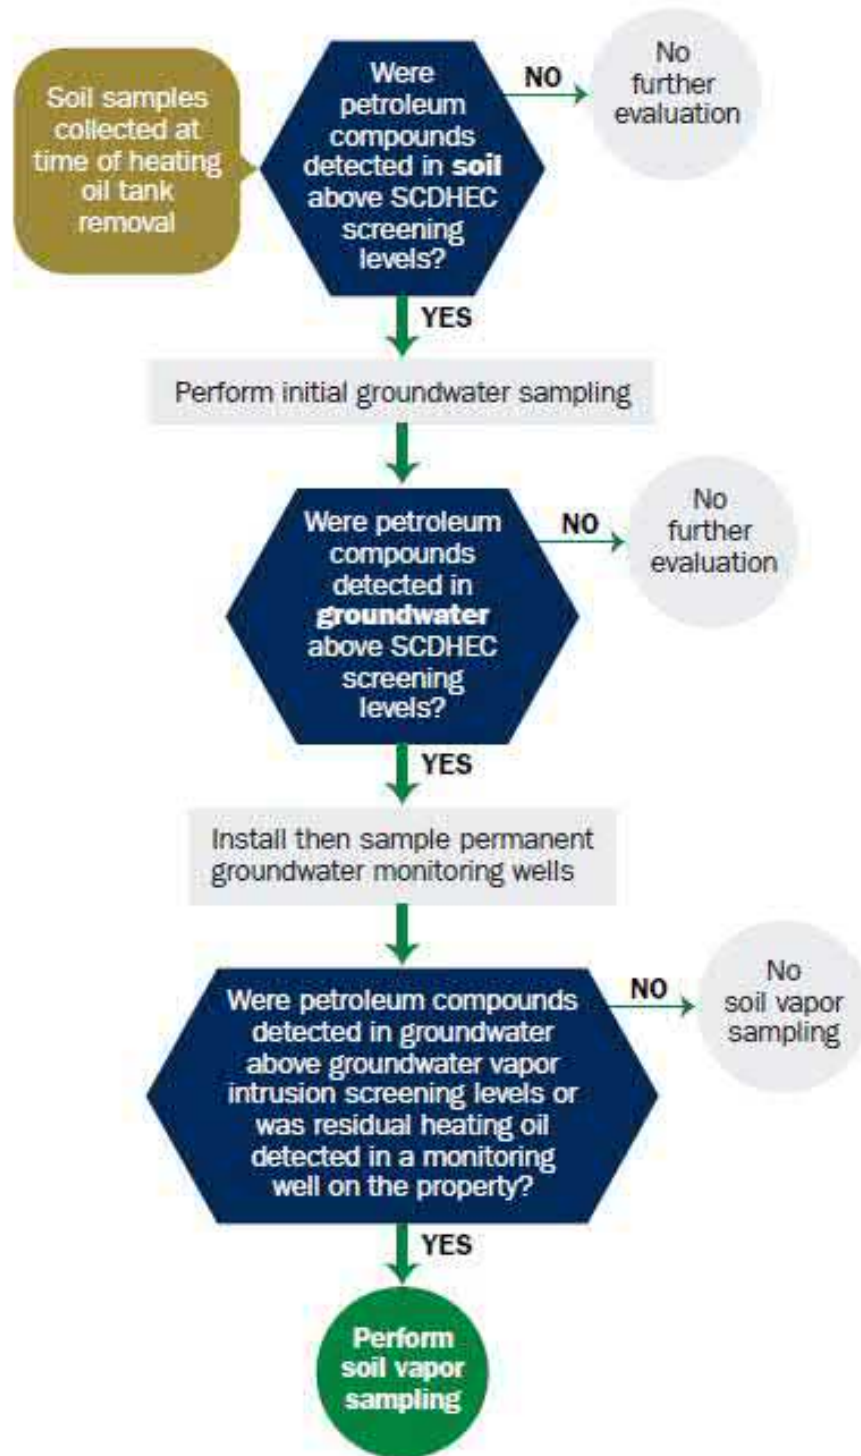 Soil samples
collected at
time of heating
oil tank
removal
Were
petroleum
compounds
detected in soil
above SCDHEC
screening
levels?
NO
No
further
evaluation
YES
Perform initial groundwater sampling
Were petroleum
compounds
detected in
groundwater
above SCDHEC
screening
levels?
NO
No
further
evaluation
YES
Install then sample permanent
groundwater monitoring wells
Were petroleum compounds
detected in groundwater
above groundwater vapor
intrusion screening levels or
was residual heating oil
detected in a monitoring
well on the property?
NO
No
soil vapor
sampling
YES
Perform
soil vapor
sampling